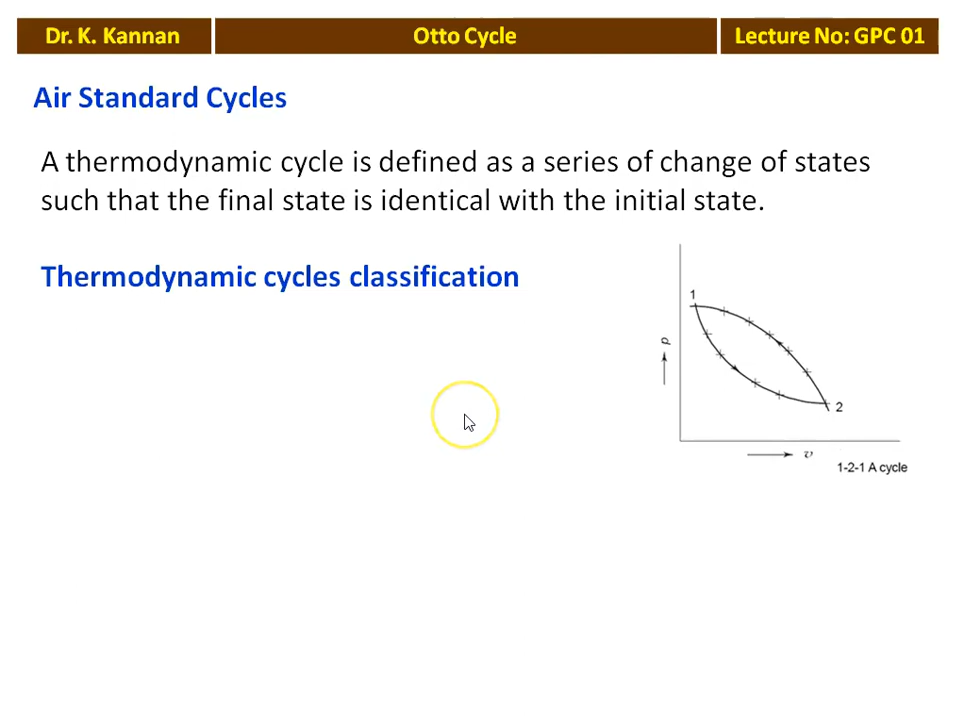 Dr. K. Kannan
Otto Cycle
Lecture No: GPC 01
Air Standard Cycles
A thermodynamic cycle is defined as a series of change of states
such that the final state is identical with the initial state.
Thermodynamic cycles classification
1
p
2
v
1-2-1 A cycle